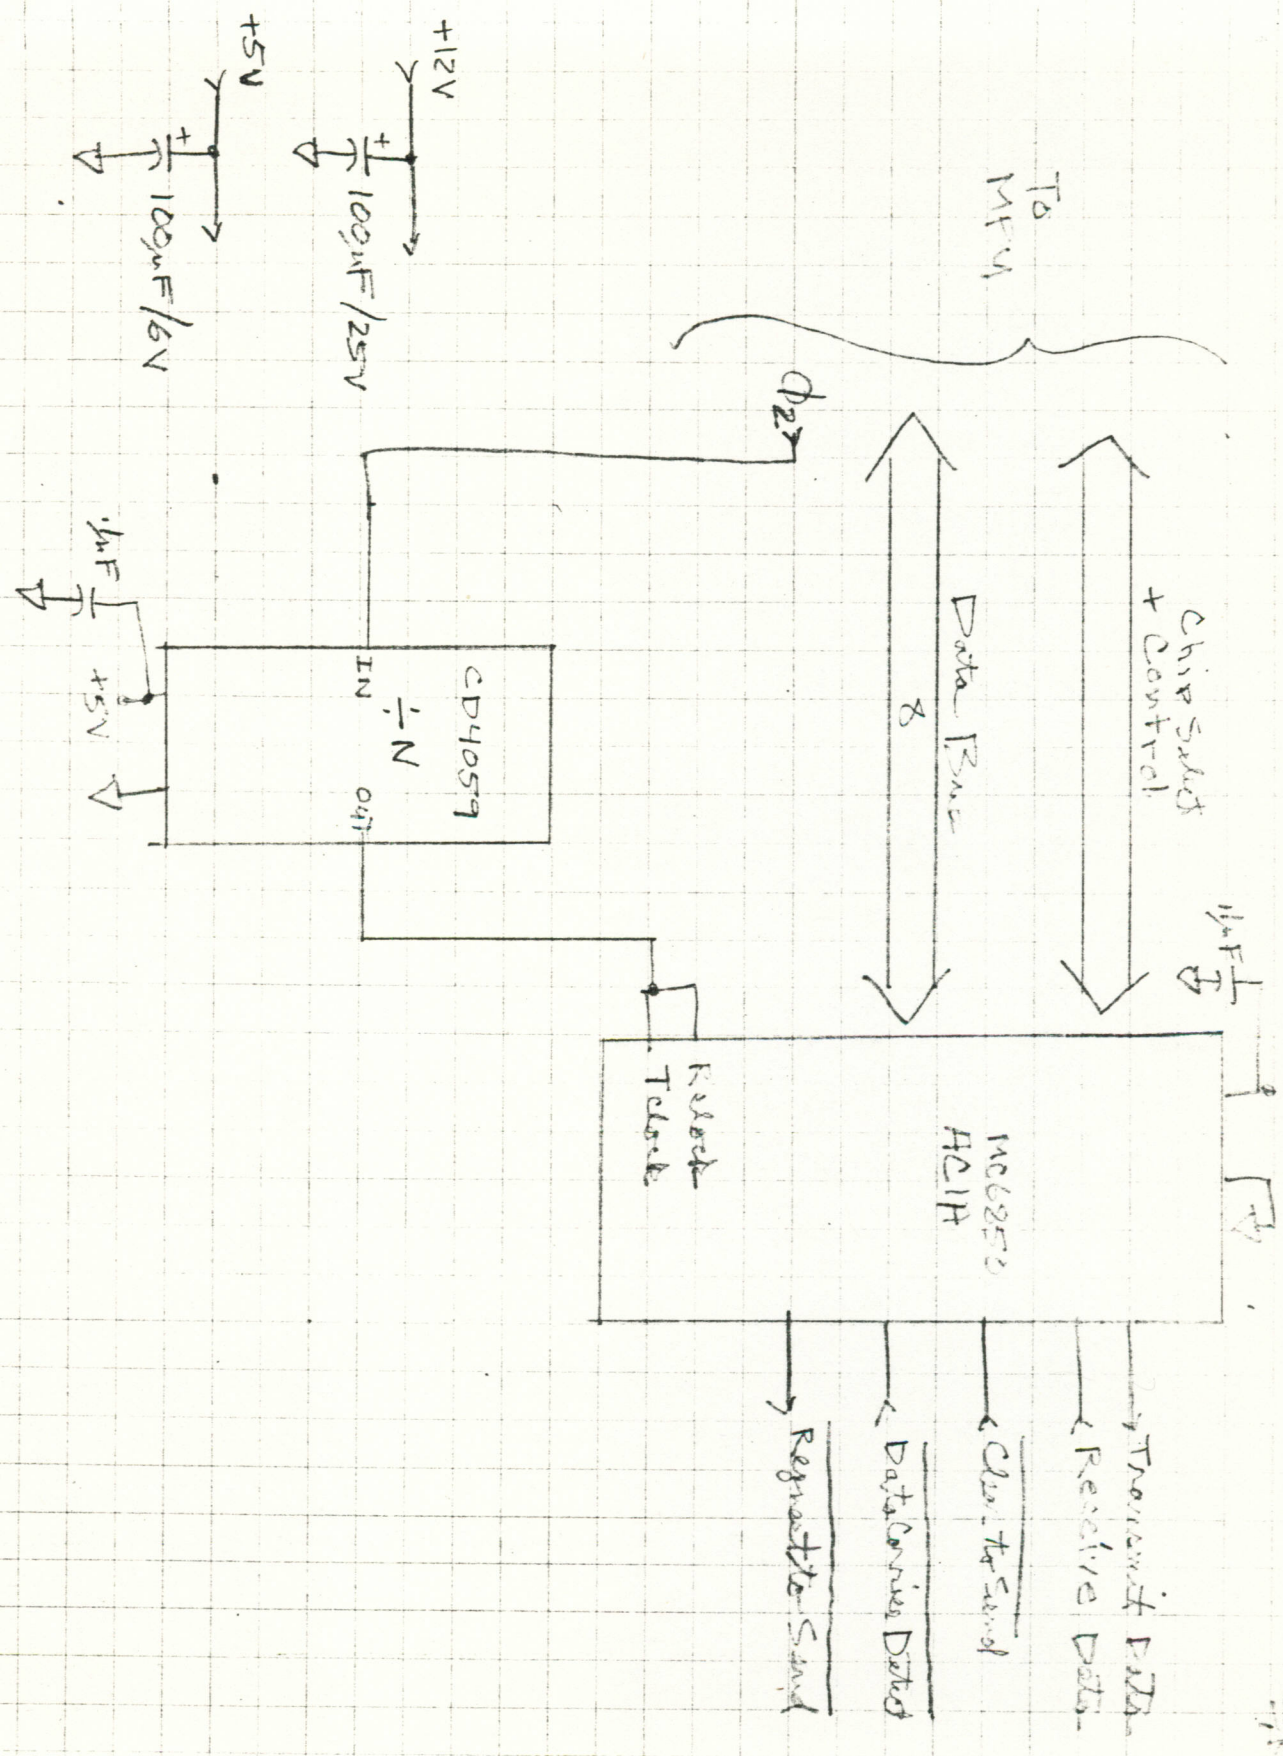 1µF
Chip Select
+ Control
To
MFM
Data Bus
8
MC6850
ACIA
Transmit Data
Receive Data
Clear to Send
Data Carrier Detect
Request to Send
Rclock
Tclock
Φ2
+12V
+
100µF/25V
CD4059
÷N
IN
OUT
+5V
+
100µF/6V
.1µF
+5V